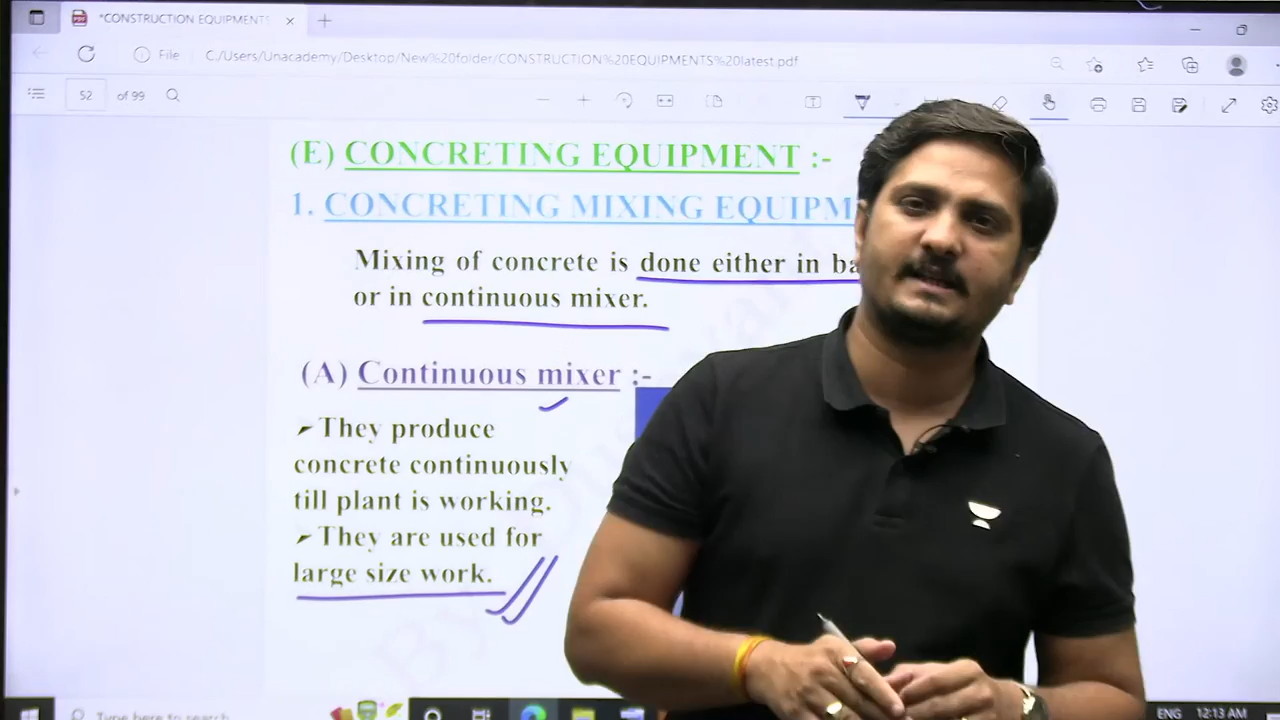 *CONSTRUCTION EQUIPMENTS
File C:/Users/Unacademy/Desktop/New%20folder/CONSTRUCTION%20EQUIPMENTS%20latest.pdf
52 of 99
(E) CONCRETING EQUIPMENT :-
1. CONCRETING MIXING EQUIPM
Mixing of concrete is done either in ba
or in continuous mixer.
(A) Continuous mixer :-
➤They produce
concrete continuously
till plant is working.
➤They are used for
large size work.
Type here to search
ENG 12:13 AM